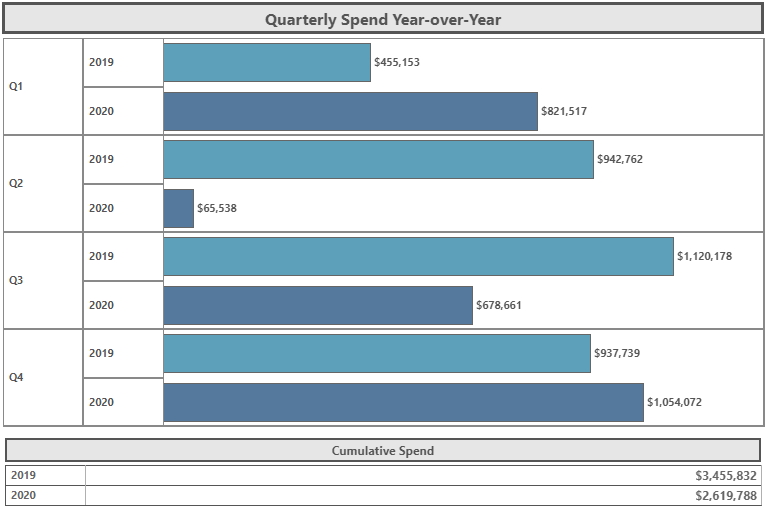 Quarterly Spend Year-over-Year
Q1
2019 $455,153
2020 $821,517
Q2
2019 $942,762
2020 $65,538
Q3
2019 $1,120,178
2020 $678,661
Q4
2019 $937,739
2020 $1,054,072
Cumulative Spend
2019 $3,455,832
2020 $2,619,788